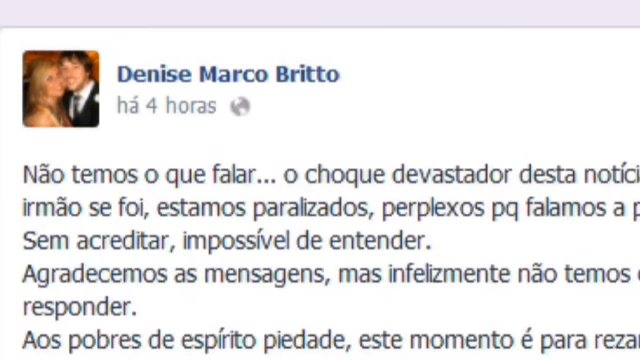 Denise Marco Britto
há 4 horas
Não temos o que falar... o choque devastador desta
irmão se foi, estamos paralizados, perplexos pq falamos a
Sem acreditar, impossível de entender.
Agradecemos as mensagens, mas infelizmente não temos
responder.
Aos pobres de espírito piedade, este momento é para